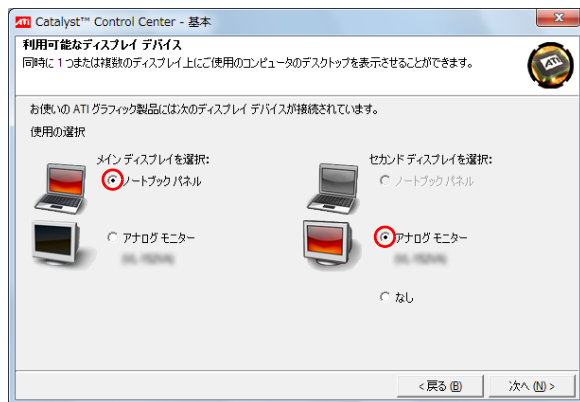 ATI Catalyst™ Control Center - 基本
利用可能なディスプレイ デバイス
同時に 1 つまたは複数のディスプレイ上にご使用のコンピュータのデスクトップを表示させることができます。
ATI
お使いの ATI グラフィック製品には次のディスプレイ デバイスが接続されています。
使用の選択
メイン ディスプレイを選択:
ノートブック パネル
アナログ モニター
セカンド ディスプレイを選択:
ノートブック パネル
アナログ モニター
なし
< 戻る (B)
次へ (N) >